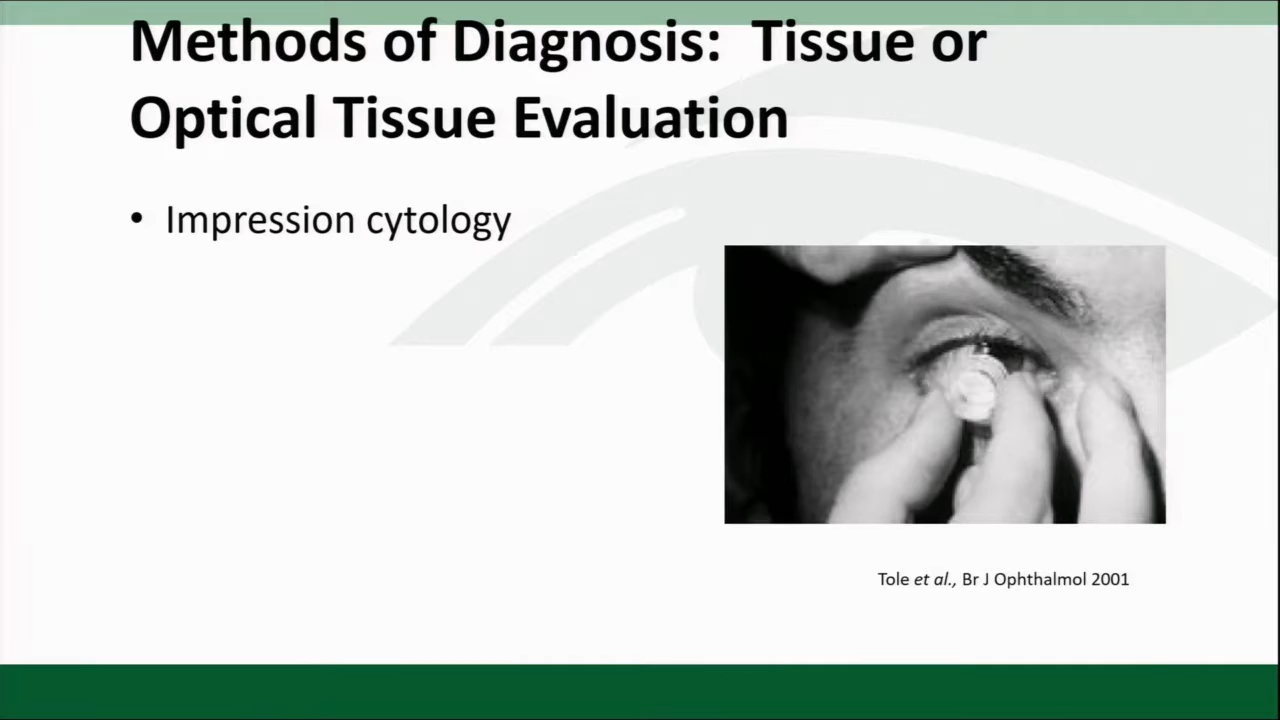 Methods of Diagnosis: Tissue or
Optical Tissue Evaluation
• Impression cytology
Tole et al., Br J Ophthalmol 2001